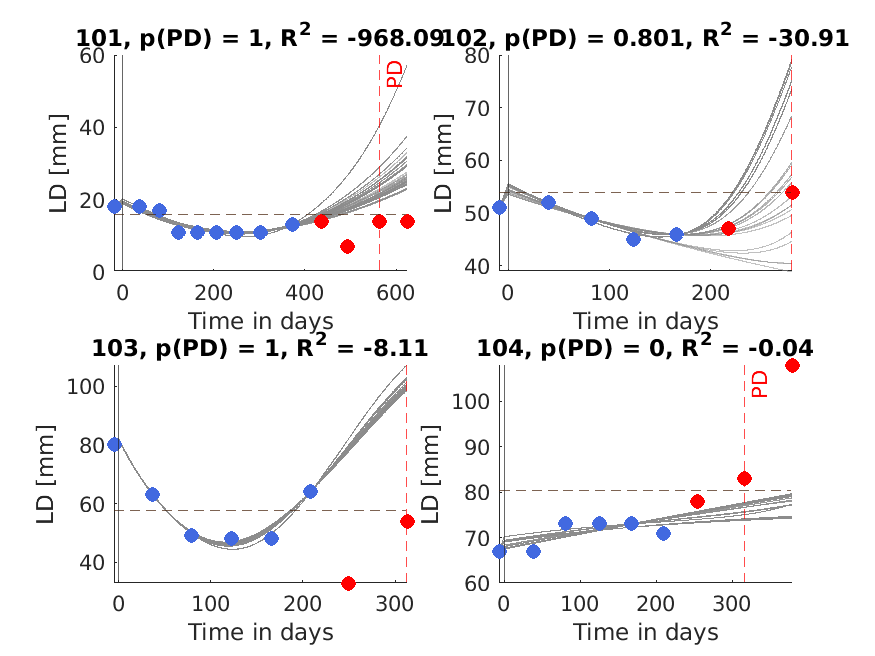 101, p(PD) = 1, R2 = -968.09
60
40
20
0
LD [mm]
PD
0 200 400 600
Time in days
102, p(PD) = 0.801, R2 = -30.91
80
70
60
50
40
LD [mm]
0 100 200
Time in days
103, p(PD) = 1, R2 = -8.11
100
80
60
40
LD [mm]
0 100 200 300
Time in days
104, p(PD) = 0, R2 = -0.04
100
90
80
70
60
LD [mm]
PD
0 100 200 300
Time in days